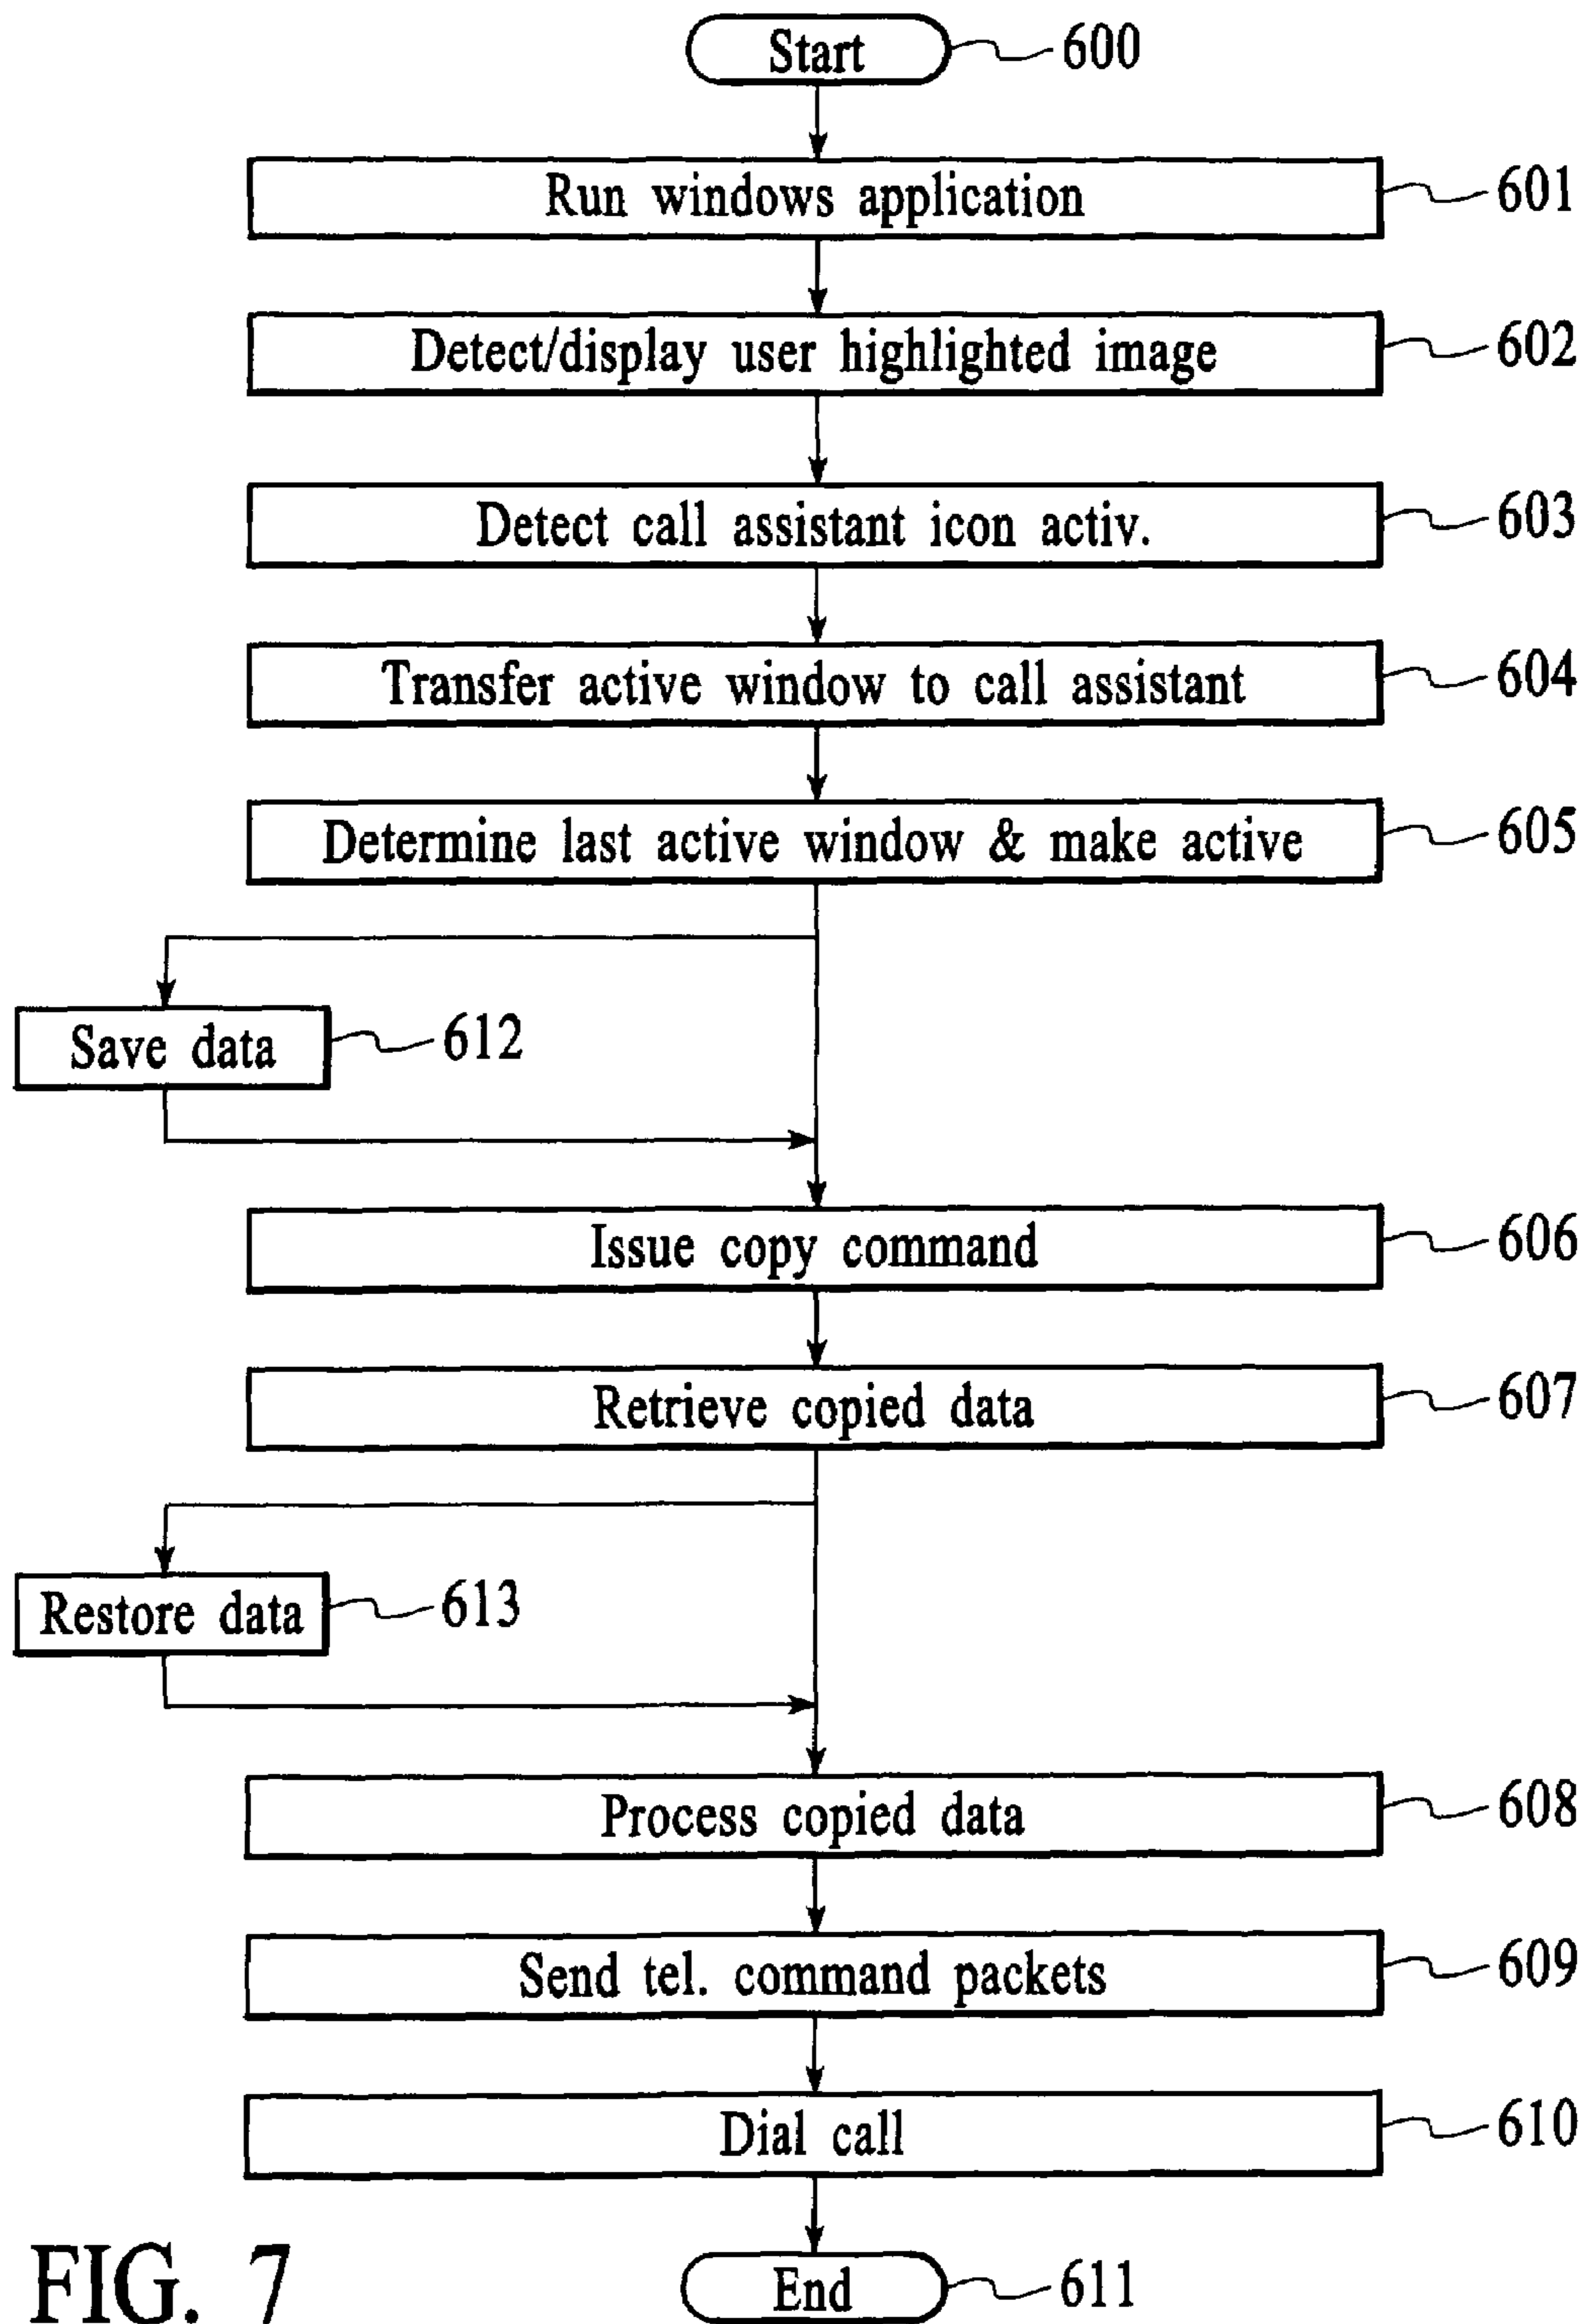 Start 600
Run windows application 601
Detect/display user highlighted image 602
Detect call assistant icon activ. 603
Transfer active window to call assistant 604
Determine last active window & make active 605
Save data 612
Issue copy command 606
Retrieve copied data 607
Restore data 613
Process copied data 608
Send tel. command packets 609
Dial call 610
End 611
FIG. 7